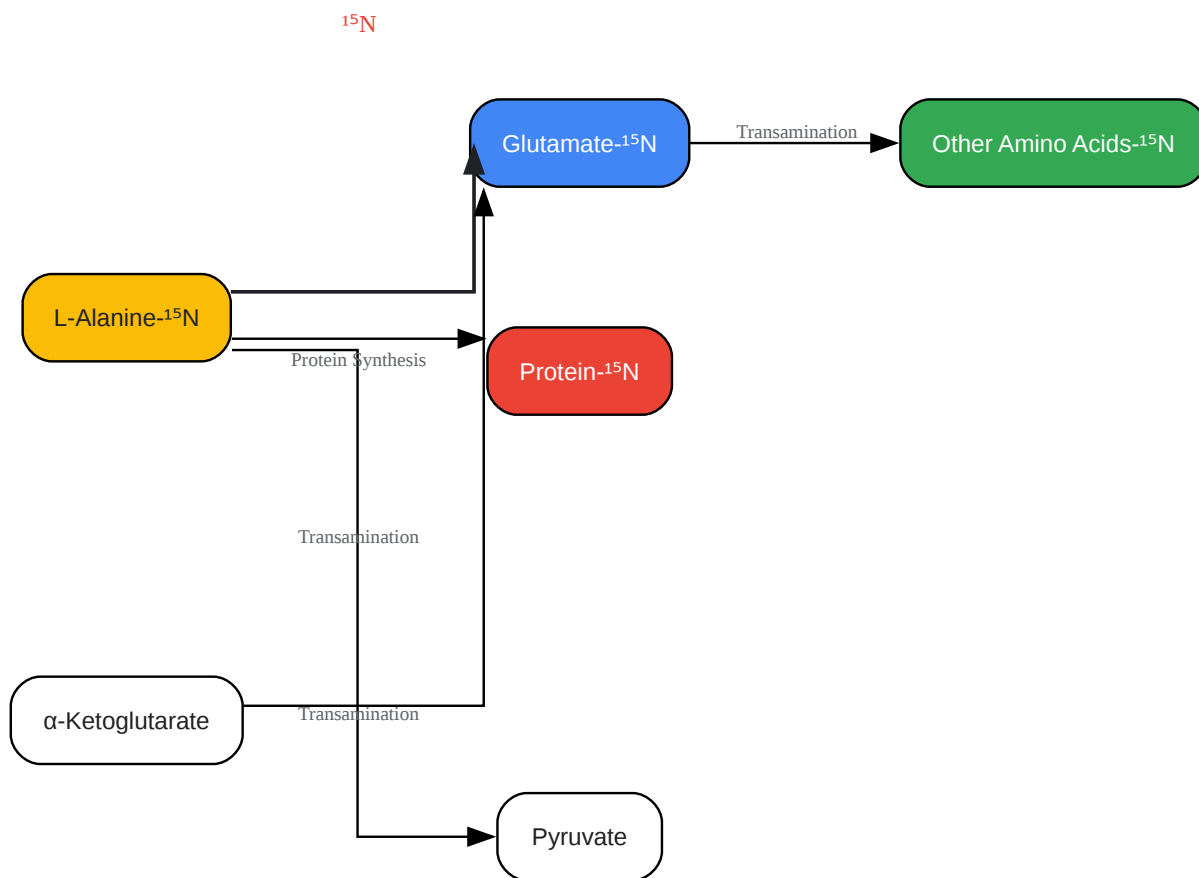 ¹⁵N
Glutamate-¹⁵N
Transamination
Other Amino Acids-¹⁵N
L-Alanine-¹⁵N
Protein Synthesis
Protein-¹⁵N
Transamination
α-Ketoglutarate
Transamination
Pyruvate